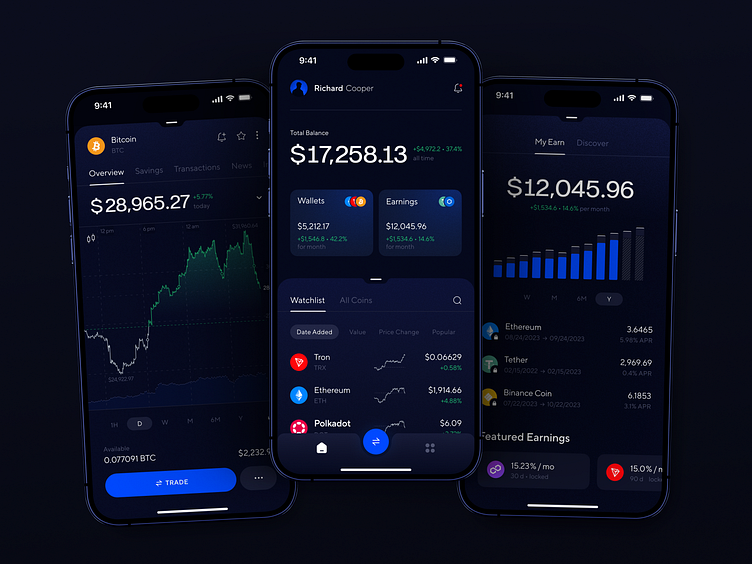 9:41
Bitcoin
BTC
Overview Savings Transactions News
$28,965.27 +5.77%
today
12 pm 6 pm 12 am $28,960.64
$24,922.97
1H D W M 6M Y
Available
0.077091 BTC $2,232.9
TRADE
9:41
Richard Cooper
Total Balance
$17,258.13 +$4,972.2 • 37.4%
all time
Wallets
$5,212.17
+$1,546.8 • 42.2%
for month
Earnings
$12,045.96
+$1,534.6 • 14.6%
for month
Watchlist All Coins
Date Added Value Price Change Popular
Tron $0.06629
TRX +0.58%
Ethereum $1,914.66
ETH +4.88%
Polkadot $6.09
9:41
My Earn Discover
$12,045.96
+$1,534.6 • 14.6% per month
W M 6M Y
Ethereum 3.6465
08/24/2023 → 09/24/2023 5.98% APR
Tether 2,969.69
02/15/2022 → 02/15/2023 0.4% APR
Binance Coin 6.1853
07/22/2023 → 10/22/2023 3.1% APR
Featured Earnings
15.23% / mo
30 d • locked
15.0% / m
90 d locke